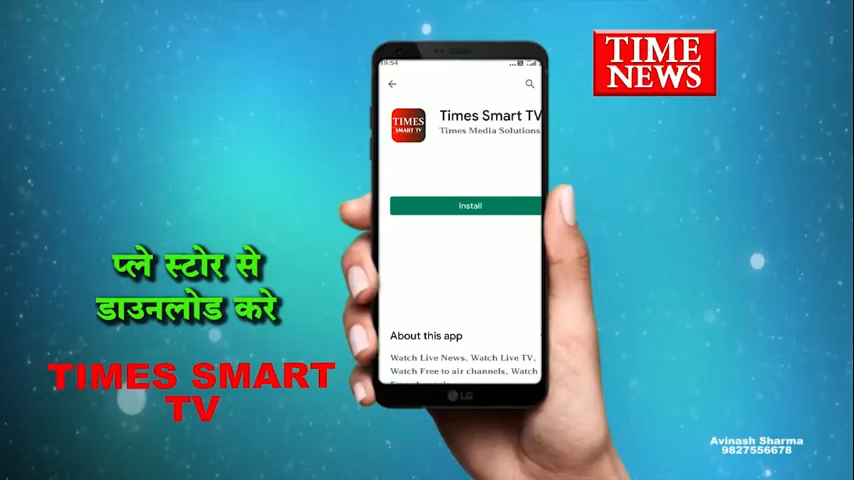 TIME
NEWS
19:54
Times Smart TV
TIMES
SMART TV
Times Media Solutions
Install
प्ले स्टोर से
डाउनलोड करे
TIMES SMART
TV
About this app
Watch Live News, Watch Live TV,
Watch Free to air channels, Watch
LG
Avinash Sharma
9827556678